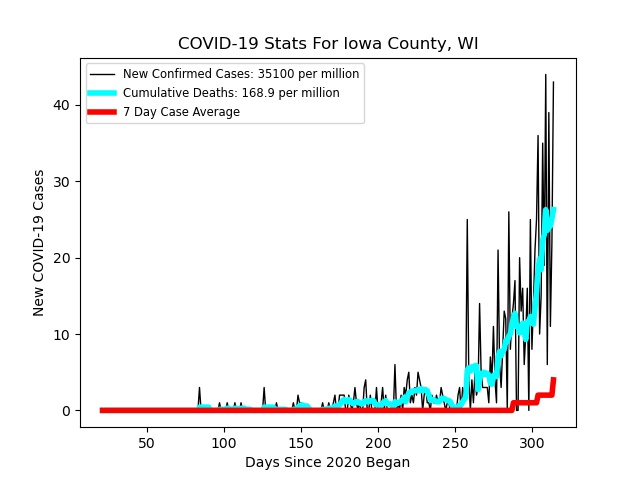 COVID-19 Stats For Iowa County, WI
New Confirmed Cases: 35100 per million
Cumulative Deaths: 168.9 per million
7 Day Case Average
New COVID-19 Cases
40
30
20
10
0
50 100 150 200 250 300
Days Since 2020 Began